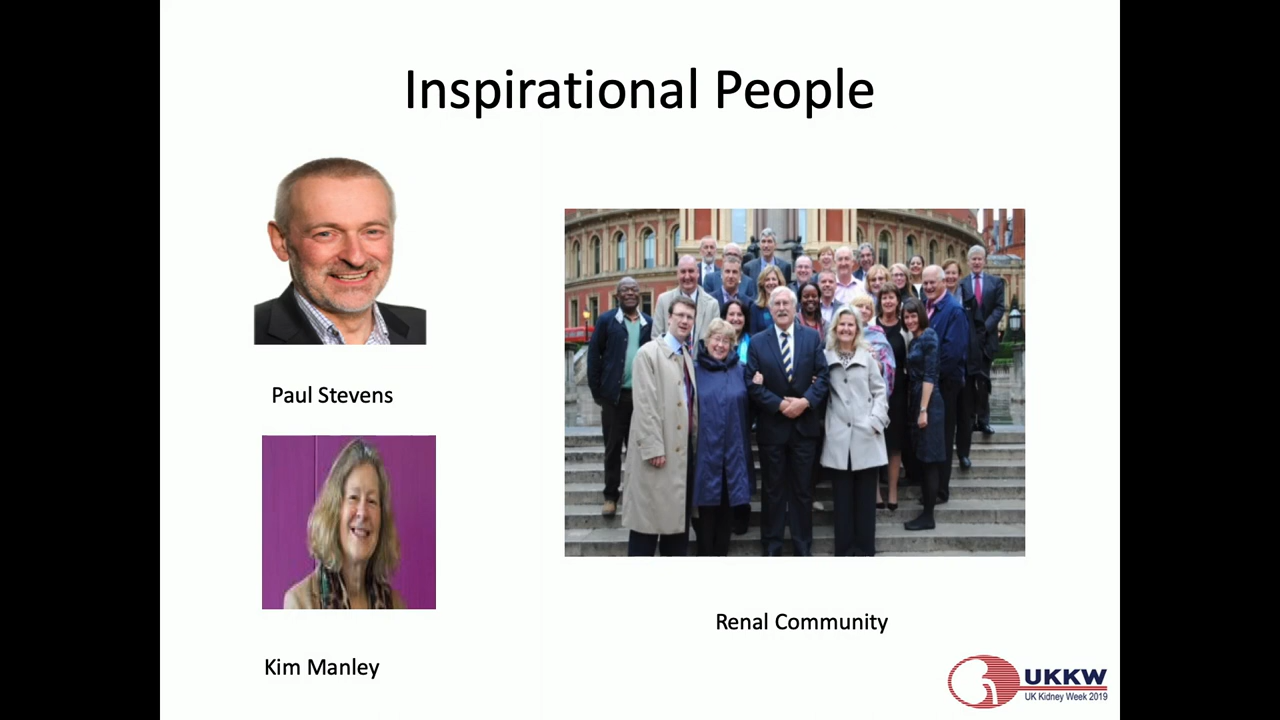 Inspirational People
Paul Stevens
Kim Manley
Renal Community
UKKW
UK Kidney Week 2019